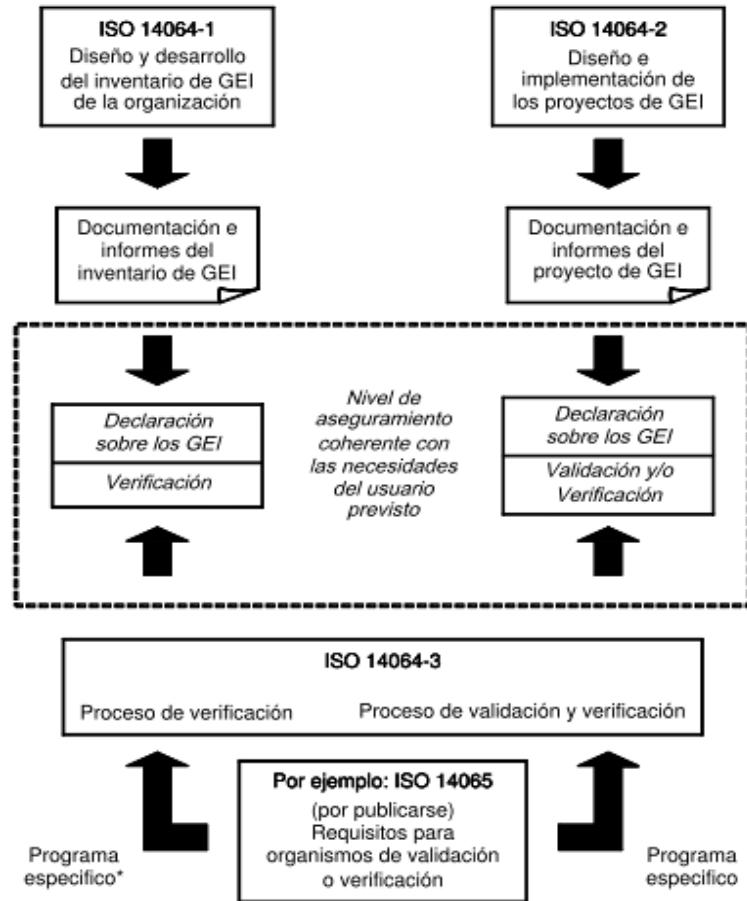 ISO 14064-1
Diseño y desarrollo
del inventario de GEI
de la organización
ISO 14064-2
Diseño e
implementación de
los proyectos de GEI
Documentación e
informes del
inventario de GEI
Documentación e
informes del
proyecto de GEI
Declaración
sobre los GEI
Verificación
Nivel de
aseguramiento
coherente con
las necesidades
del usuario
previsto
Declaración
sobre los GEI
Validación y/o
Verificación
ISO 14064-3
Proceso de verificación
Proceso de validación y verificación
Por ejemplo: ISO 14065
(por publicarse)
Requisitos para
organismos de validación
o verificación
Programa
especifico*
Programa
especifico